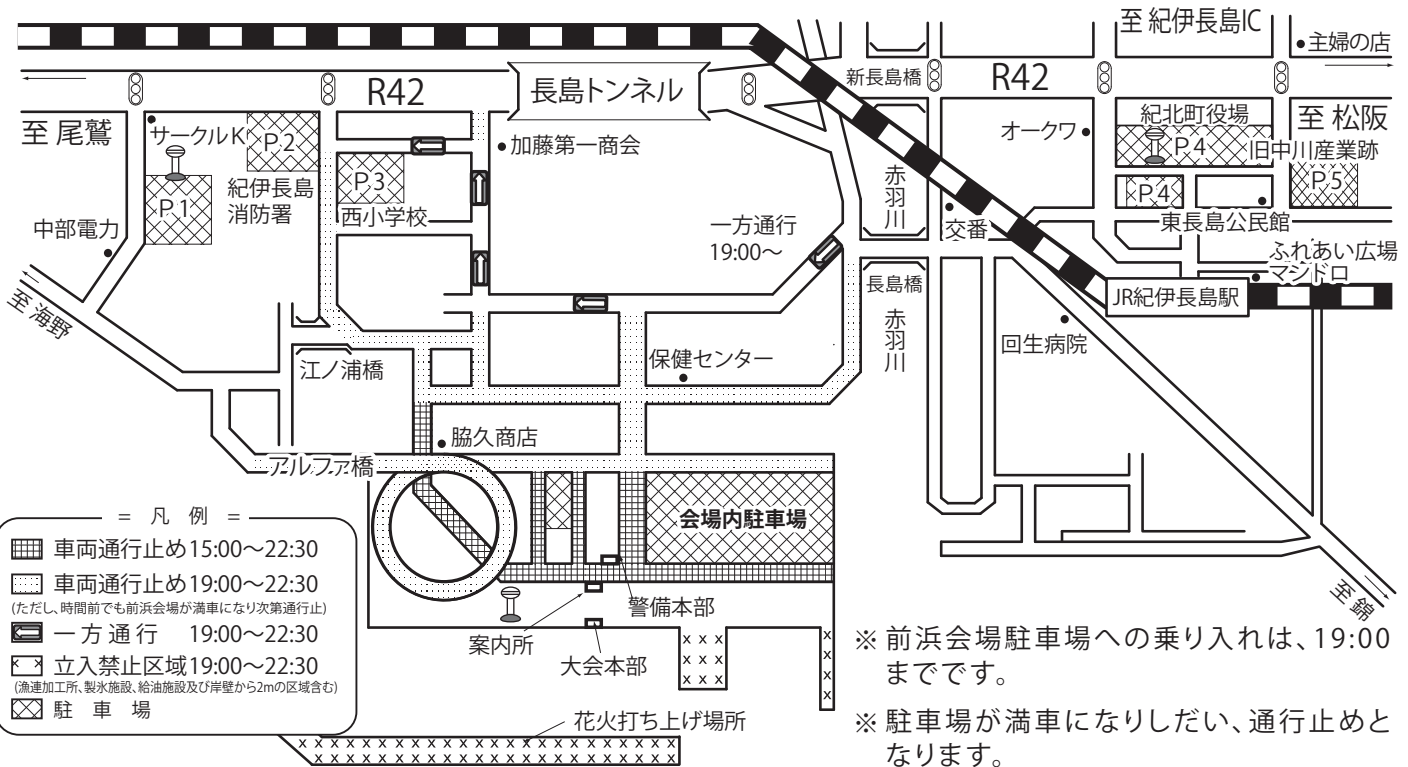 至 紀伊長島IC
主婦の店
R42
長島トンネル
新長島橋
R42
至 尾鷲
サークルK
P.2
加藤第一商会
オークワ
紀北町役場
P.4
至 松阪
旧中川産業跡
P.1
紀伊長島
消防署
P.3
西小学校
赤羽川
P.4
P.5
中部電力
一方通行
19:00～
交番
東長島公民館
ふれあい広場
マンドロ
至 海野
長島橋
JR紀伊長島駅
江ノ浦橋
保健センター
赤羽川
回生病院
脇久商店
アルファ橋
会場内駐車場
= 凡 例 =
車両通行止め15:00～22:30
車両通行止め19:00～22:30
(ただし、時間前でも前浜会場が満車になり次第通行止)
一方通行 19:00～22:30
立入禁止区域19:00～22:30
(漁連加工所、製氷施設、給油施設及び岸壁から2mの区域含む)
駐 車 場
警備本部
案内所
大会本部
花火打ち上げ場所
至 錦
※ 前浜会場駐車場への乗り入れは、19:00
までです。
※ 駐車場が満車になりしだい、通行止めと
なります。